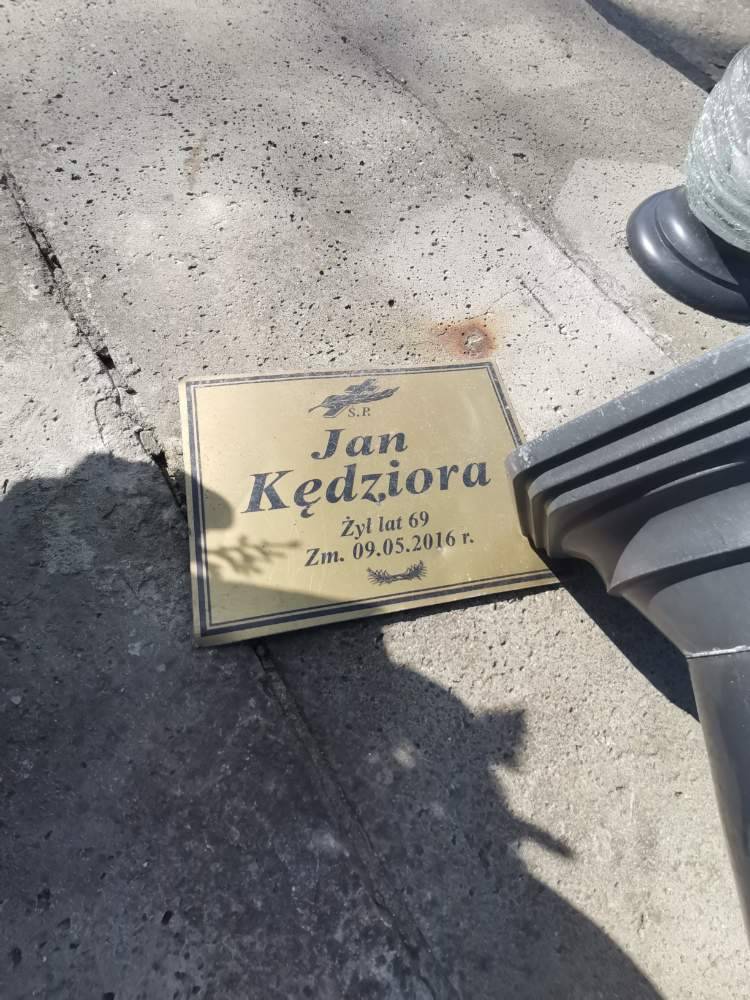 Ś.P.
Jan
Kędziora
Żył lat 69
Zm. 09.05.2016 r.